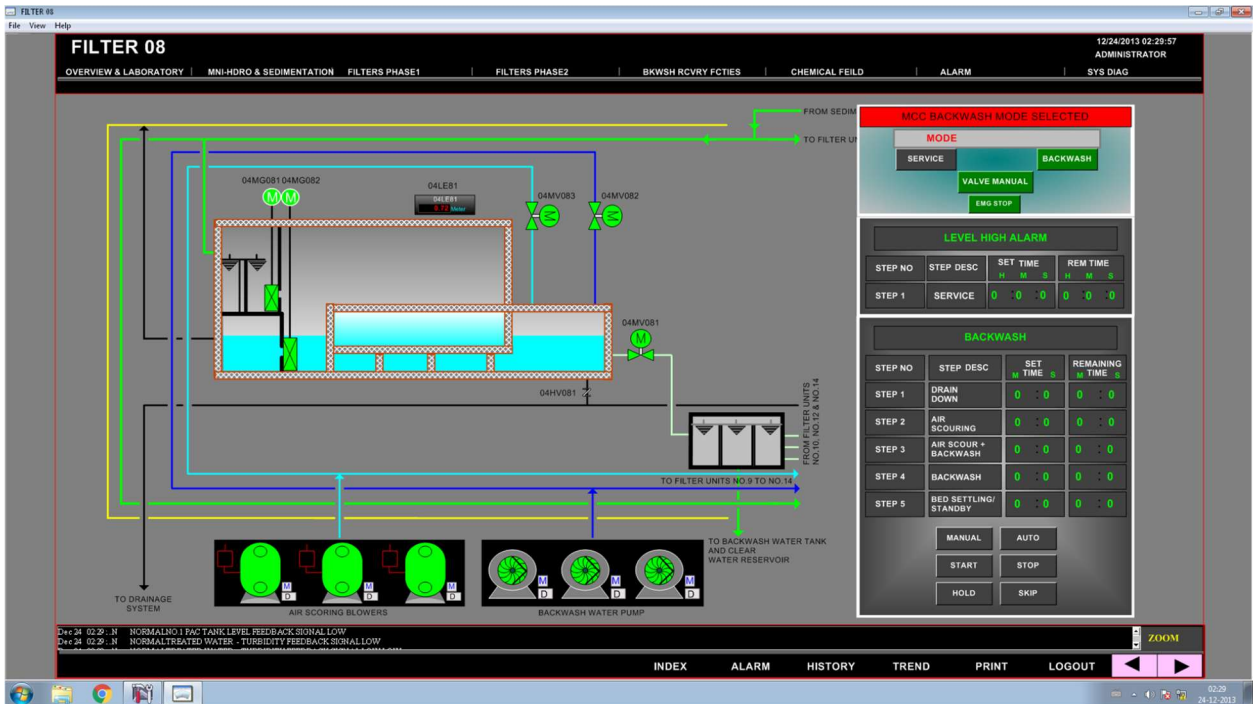 FILTER 08
File View Help
FILTER 08
12/24/2013 02:29:57
ADMINISTRATOR
OVERVIEW & LABORATORY | MNI-HDRO & SEDIMENTATION FILTERS PHASE1 | FILTERS PHASE2 | BKWSH RCVRY FCTIES | CHEMICAL FEILD | ALARM | SYS DIAG
FROM SEDIM
TO FILTER UN
04MG081 04MG082
04LE81
04LE81
Meter
04MV083
04MV082
04MV081
04HV081
FROM FILTER UNITS
NO.10, NO.12 & NO.14
TO FILTER UNITS NO.9 TO NO.14
TO BACKWASH WATER TANK
AND CLEAR
WATER RESERVOIR
TO DRAINAGE
SYSTEM
M
D
M
D
M
D
M
D
M
D
M
D
AIR SCORING BLOWERS
BACKWASH WATER PUMP
MCC BACKWASH MODE SELECTED
MODE
SERVICE
BACKWASH
VALVE MANUAL
EMG STOP
LEVEL HIGH ALARM
STEP NO STEP DESC SET TIME REM TIME
H M S H M S
STEP 1 SERVICE 0 :0 :0 0 :0 :0
BACKWASH
STEP NO STEP DESC SET TIME REMAINING TIME
M S M S
STEP 1 DRAIN DOWN 0 : 0 0 : 0
STEP 2 AIR SCOURING 0 : 0 0 : 0
STEP 3 AIR SCOUR + BACKWASH 0 : 0 0 : 0
STEP 4 BACKWASH 0 : 0 0 : 0
STEP 5 BED SETTLING/ STANDBY 0 : 0 0 : 0
MANUAL AUTO
START STOP
HOLD SKIP
Dec 24 02:29:..N NORMALNO.1 PAC TANK LEVEL FEEDBACK SIGNAL LOW
Dec 24 02:29:..N NORMALTREATED WATER - TURBIDITY FEEDBACK SIGNAL LOW
ZOOM
INDEX ALARM HISTORY TREND PRINT LOGOUT
02:29
24-12-2013